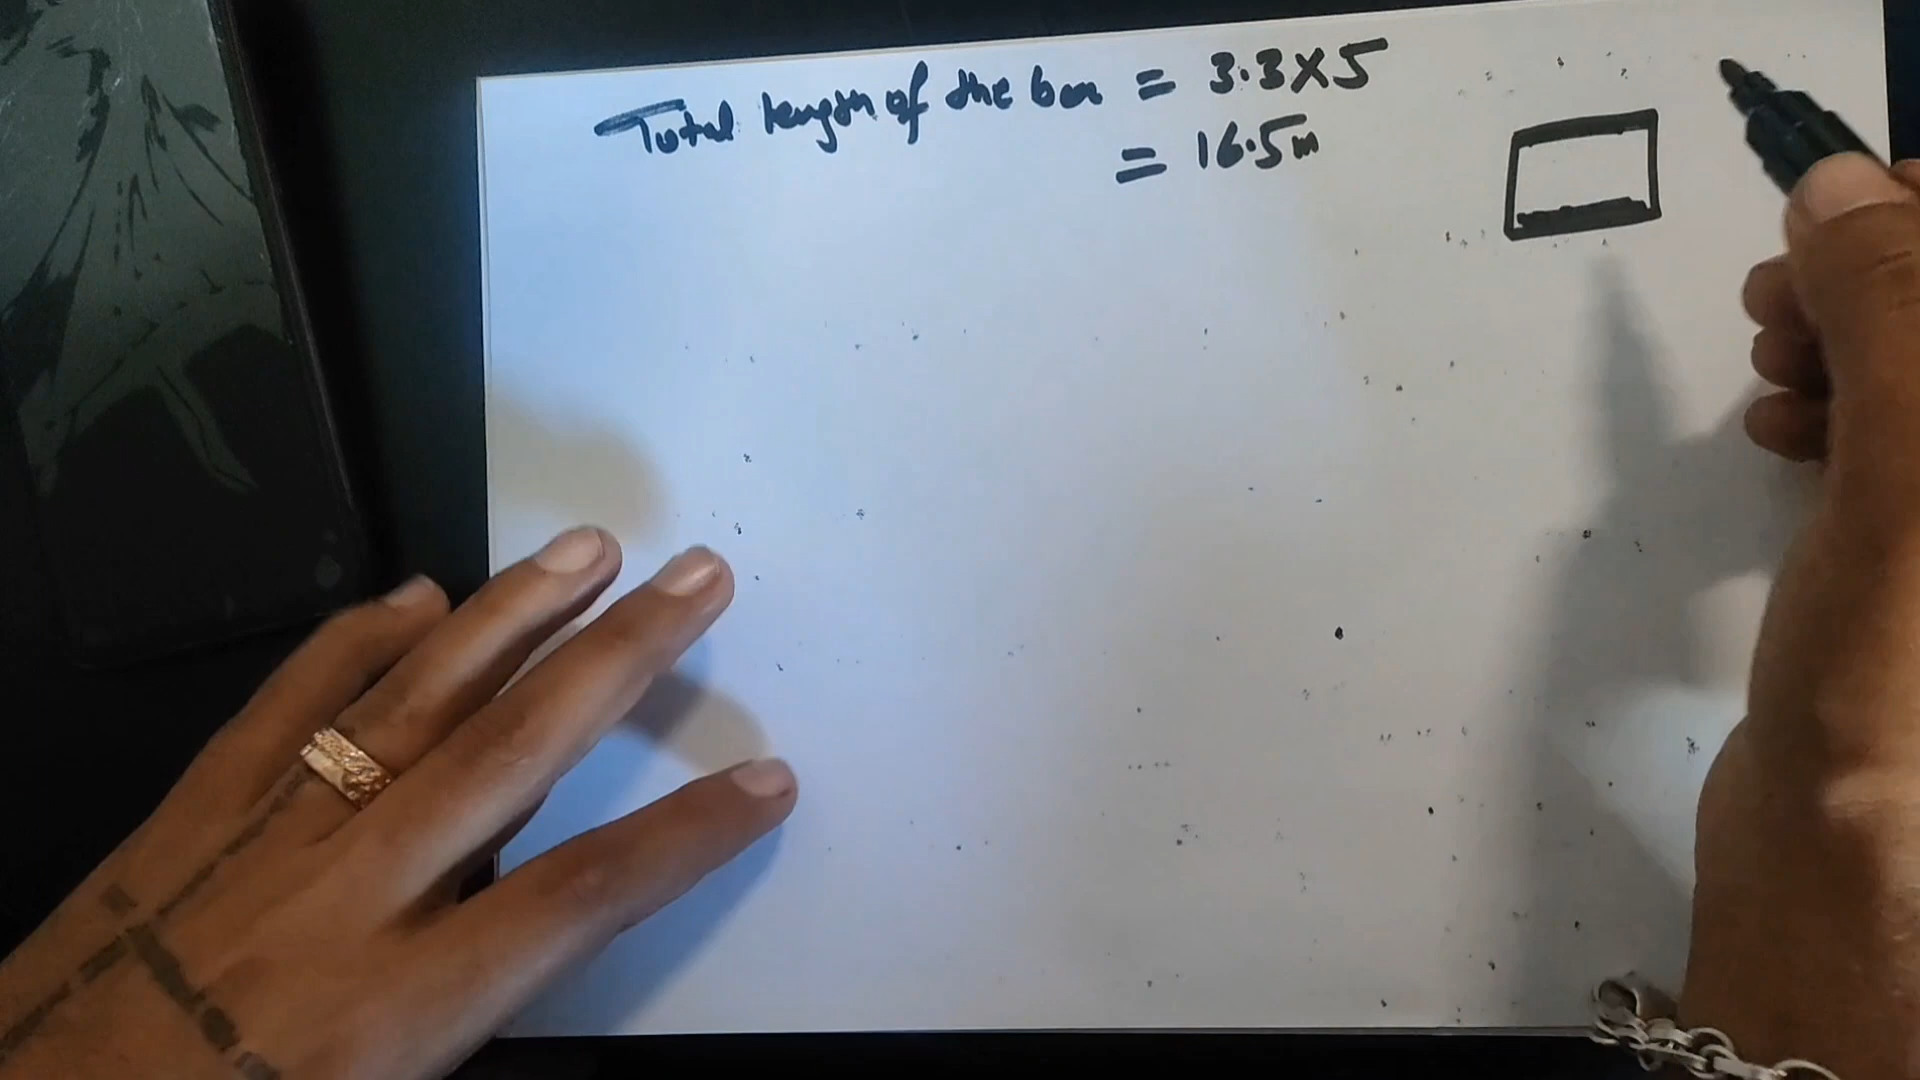 Total length of the box = 3.3×5
= 16.5m